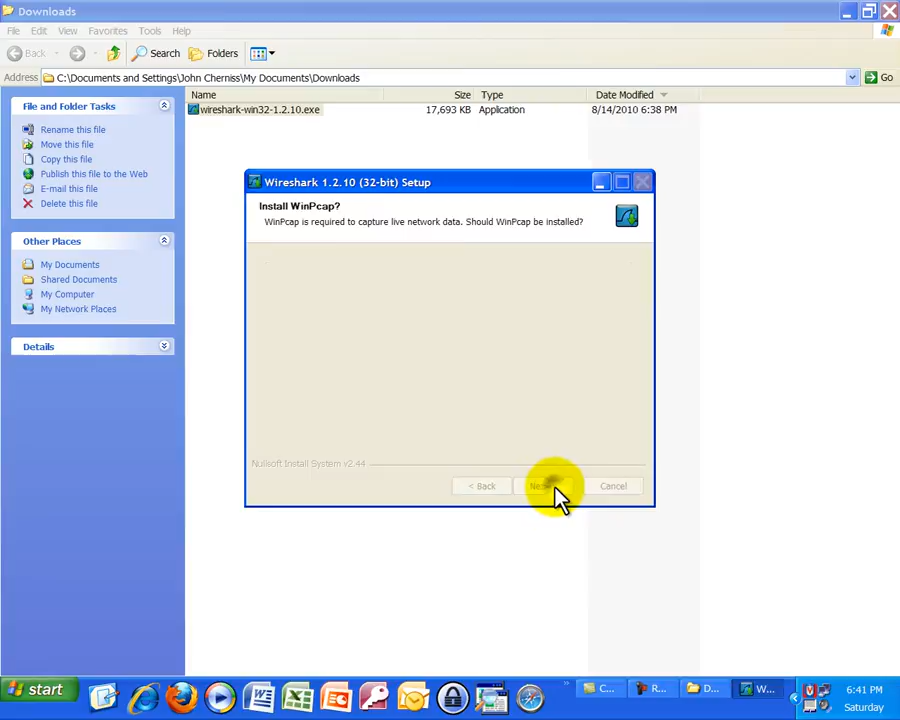 Downloads
File Edit View Favorites Tools Help
Back Search Folders
Address C:\Documents and Settings\John Cherniss\My Documents\Downloads Go
File and Folder Tasks
Rename this file
Move this file
Copy this file
Publish this file to the Web
E-mail this file
Delete this file
Other Places
My Documents
Shared Documents
My Computer
My Network Places
Details
Name Size Type Date Modified
wireshark-win32-1.2.10.exe 17,693 KB Application 8/14/2010 6:38 PM
Wireshark 1.2.10 (32-bit) Setup
Install WinPcap?
WinPcap is required to capture live network data. Should WinPcap be installed?
Nullsoft Install System v2.44
< Back Cancel
start C... R... D... W... 6:41 PM
Saturday